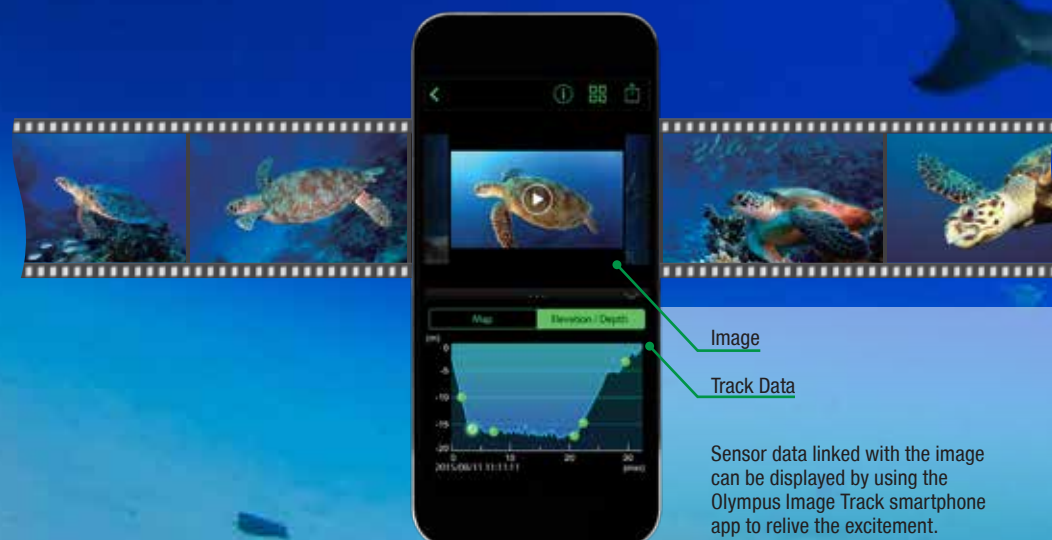 Map
Elevation / Depth
(m)
0
-5
-10
-15
-20
0
10
20
30
2015/08/11 11:11:11
(min)
Image
Track Data
Sensor data linked with the image
can be displayed by using the
Olympus Image Track smartphone
app to relive the excitement.